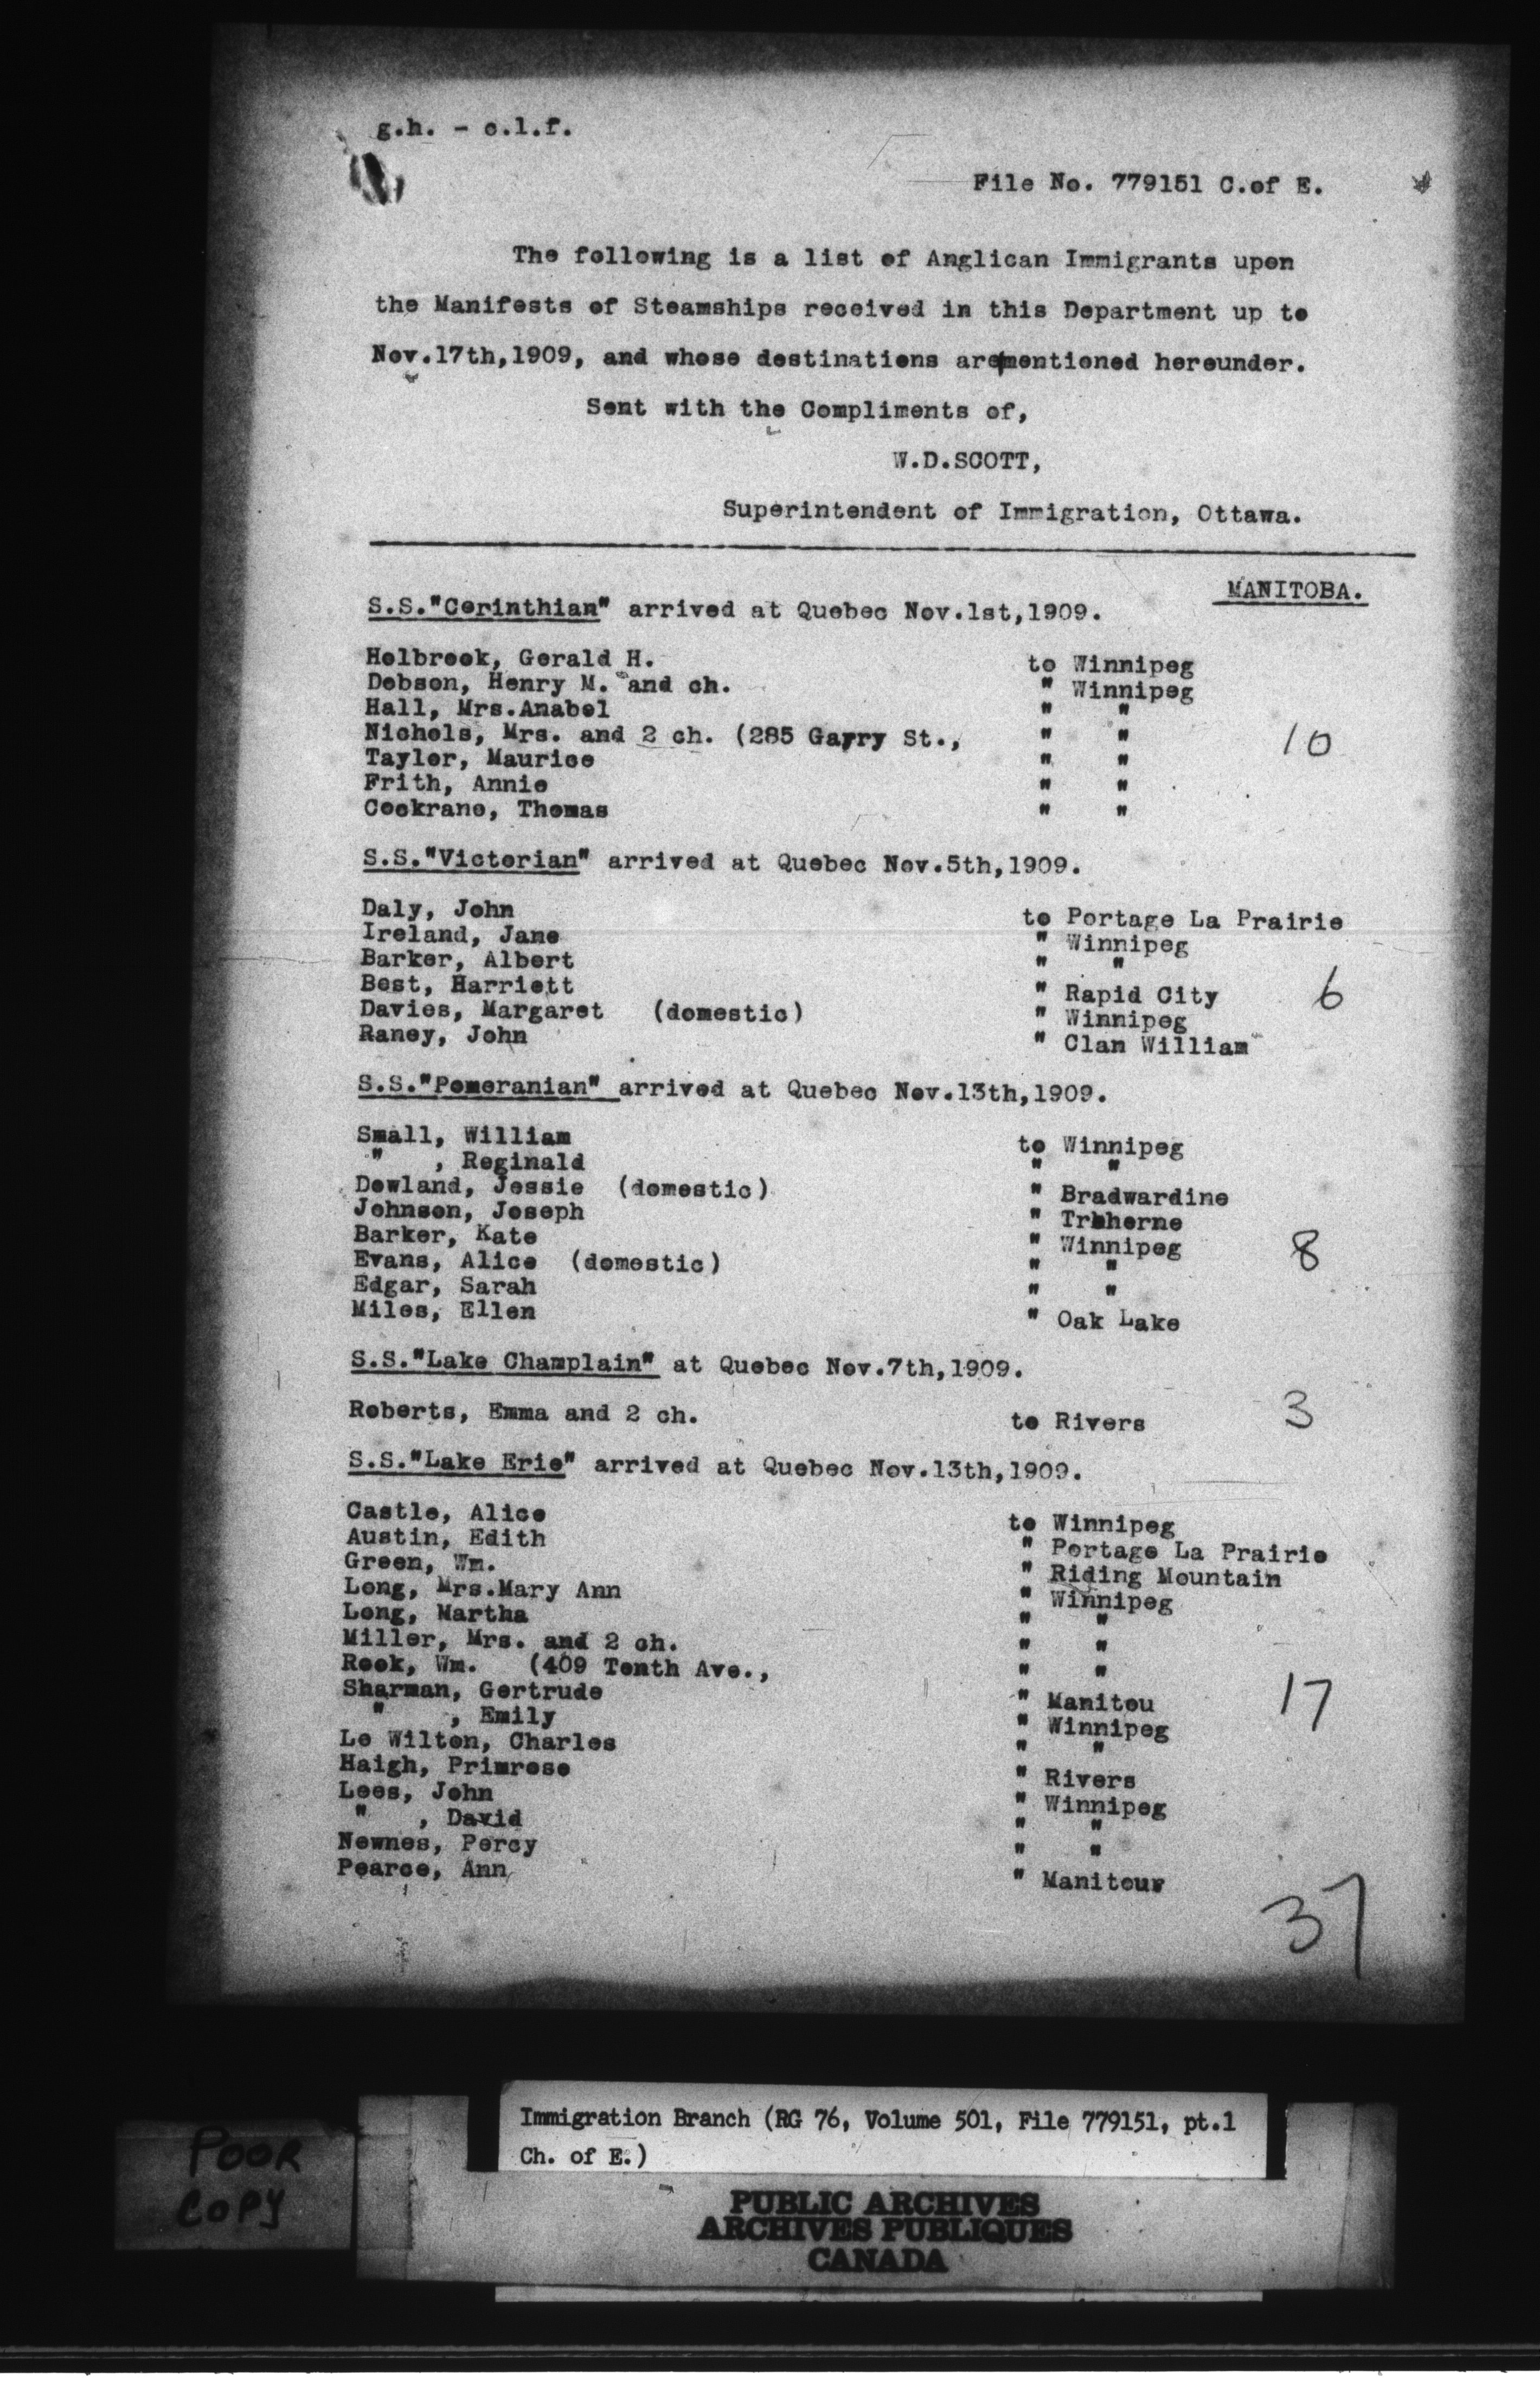 g.h. - c.l.f.
File No. 779151 C.of E.
The following is a list of Anglican Immigrants upon
the Manifests of Steamships received in this Department up to
Nov.17th,1909, and whose destinations are mentioned hereunder.
Sent with the Compliments of,
W.D.SCOTT,
Superintendent of Immigration, Ottawa.
MANITOBA.
S.S."Corinthian" arrived at Quebec Nov.1st,1909.
Holbrook, Gerald H. to Winnipeg
Dobson, Henry M. and ch. " Winnipeg
Hall, Mrs.Anabel " "
Nichols, Mrs. and 2 ch. (285 Garry St., " " 10
Taylor, Maurice " "
Frith, Annie " "
Cockrane, Thomas " "
S.S."Victorian" arrived at Quebec Nov.5th,1909.
Daly, John to Portage La Prairie
Ireland, Jane " Winnipeg
Barker, Albert " "
Best, Harriett " Rapid City 6
Davies, Margaret (domestic) " Winnipeg
Raney, John " Clan William
S.S."Pomeranian" arrived at Quebec Nov.13th,1909.
Small, William to Winnipeg
" , Reginald " "
Dowland, Jessie (domestic) " Bradwardine
Johnson, Joseph " Treherne
Barker, Kate " Winnipeg 8
Evans, Alice (domestic) " "
Edgar, Sarah " "
Miles, Ellen " Oak Lake
S.S."Lake Champlain" at Quebec Nov.7th,1909.
Roberts, Emma and 2 ch. to Rivers 3
S.S."Lake Erie" arrived at Quebec Nov.13th,1909.
Castle, Alice to Winnipeg
Austin, Edith " Portage La Prairie
Green, Wm. " Riding Mountain
Long, Mrs.Mary Ann " Winnipeg
Long, Martha " "
Miller, Mrs. and 2 ch. " "
Rook, Wm. (409 Tenth Ave., " "
Sharman, Gertrude " Manitou 17
" , Emily " Winnipeg
Le Wilton, Charles " "
Haigh, Primrose " Rivers
Lees, John " Winnipeg
" , David " "
Newnes, Percy " "
Pearce, Ann " Manitour
37
Immigration Branch (RG 76, Volume 501, File 779151, pt.1
Ch. of E.)
POOR
COPY
PUBLIC ARCHIVES
ARCHIVES PUBLIQUES
CANADA